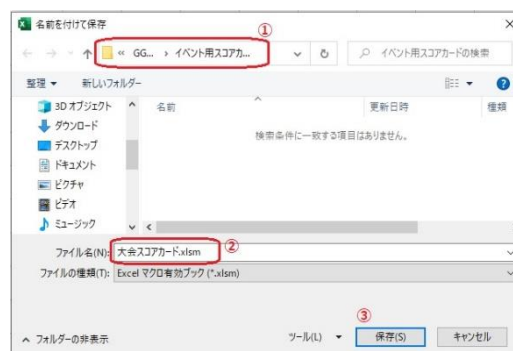 名前を付けて保存
①
« GG... › イベント用スコアカ...
イベント用スコアカードの検索
整理 新しいフォルダー
3D オブジェクト
ダウンロード
デスクトップ
ドキュメント
ピクチャ
ビデオ
ミュージック
名前 更新日時 種類
検索条件に一致する項目はありません。
ファイル名(N): 大会スコアカード.xlsm ②
ファイルの種類(T): Excel マクロ有効ブック (*.xlsm)
③
フォルダーの非表示 ツール(L) 保存(S) キャンセル